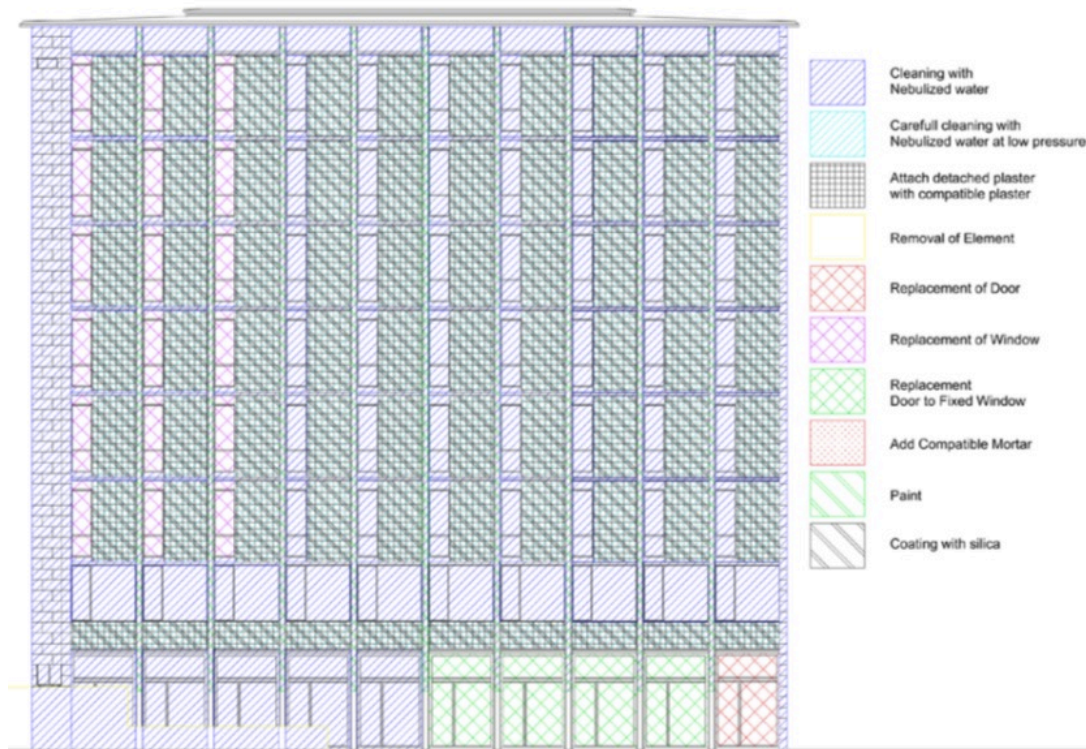 Cleaning with
Nebulized water
Carefull cleaning with
Nebulized water at low pressure
Attach detached plaster
with compatible plaster
Removal of Element
Replacement of Door
Replacement of Window
Replacement
Door to Fixed Window
Add Compatible Mortar
Paint
Coating with silica